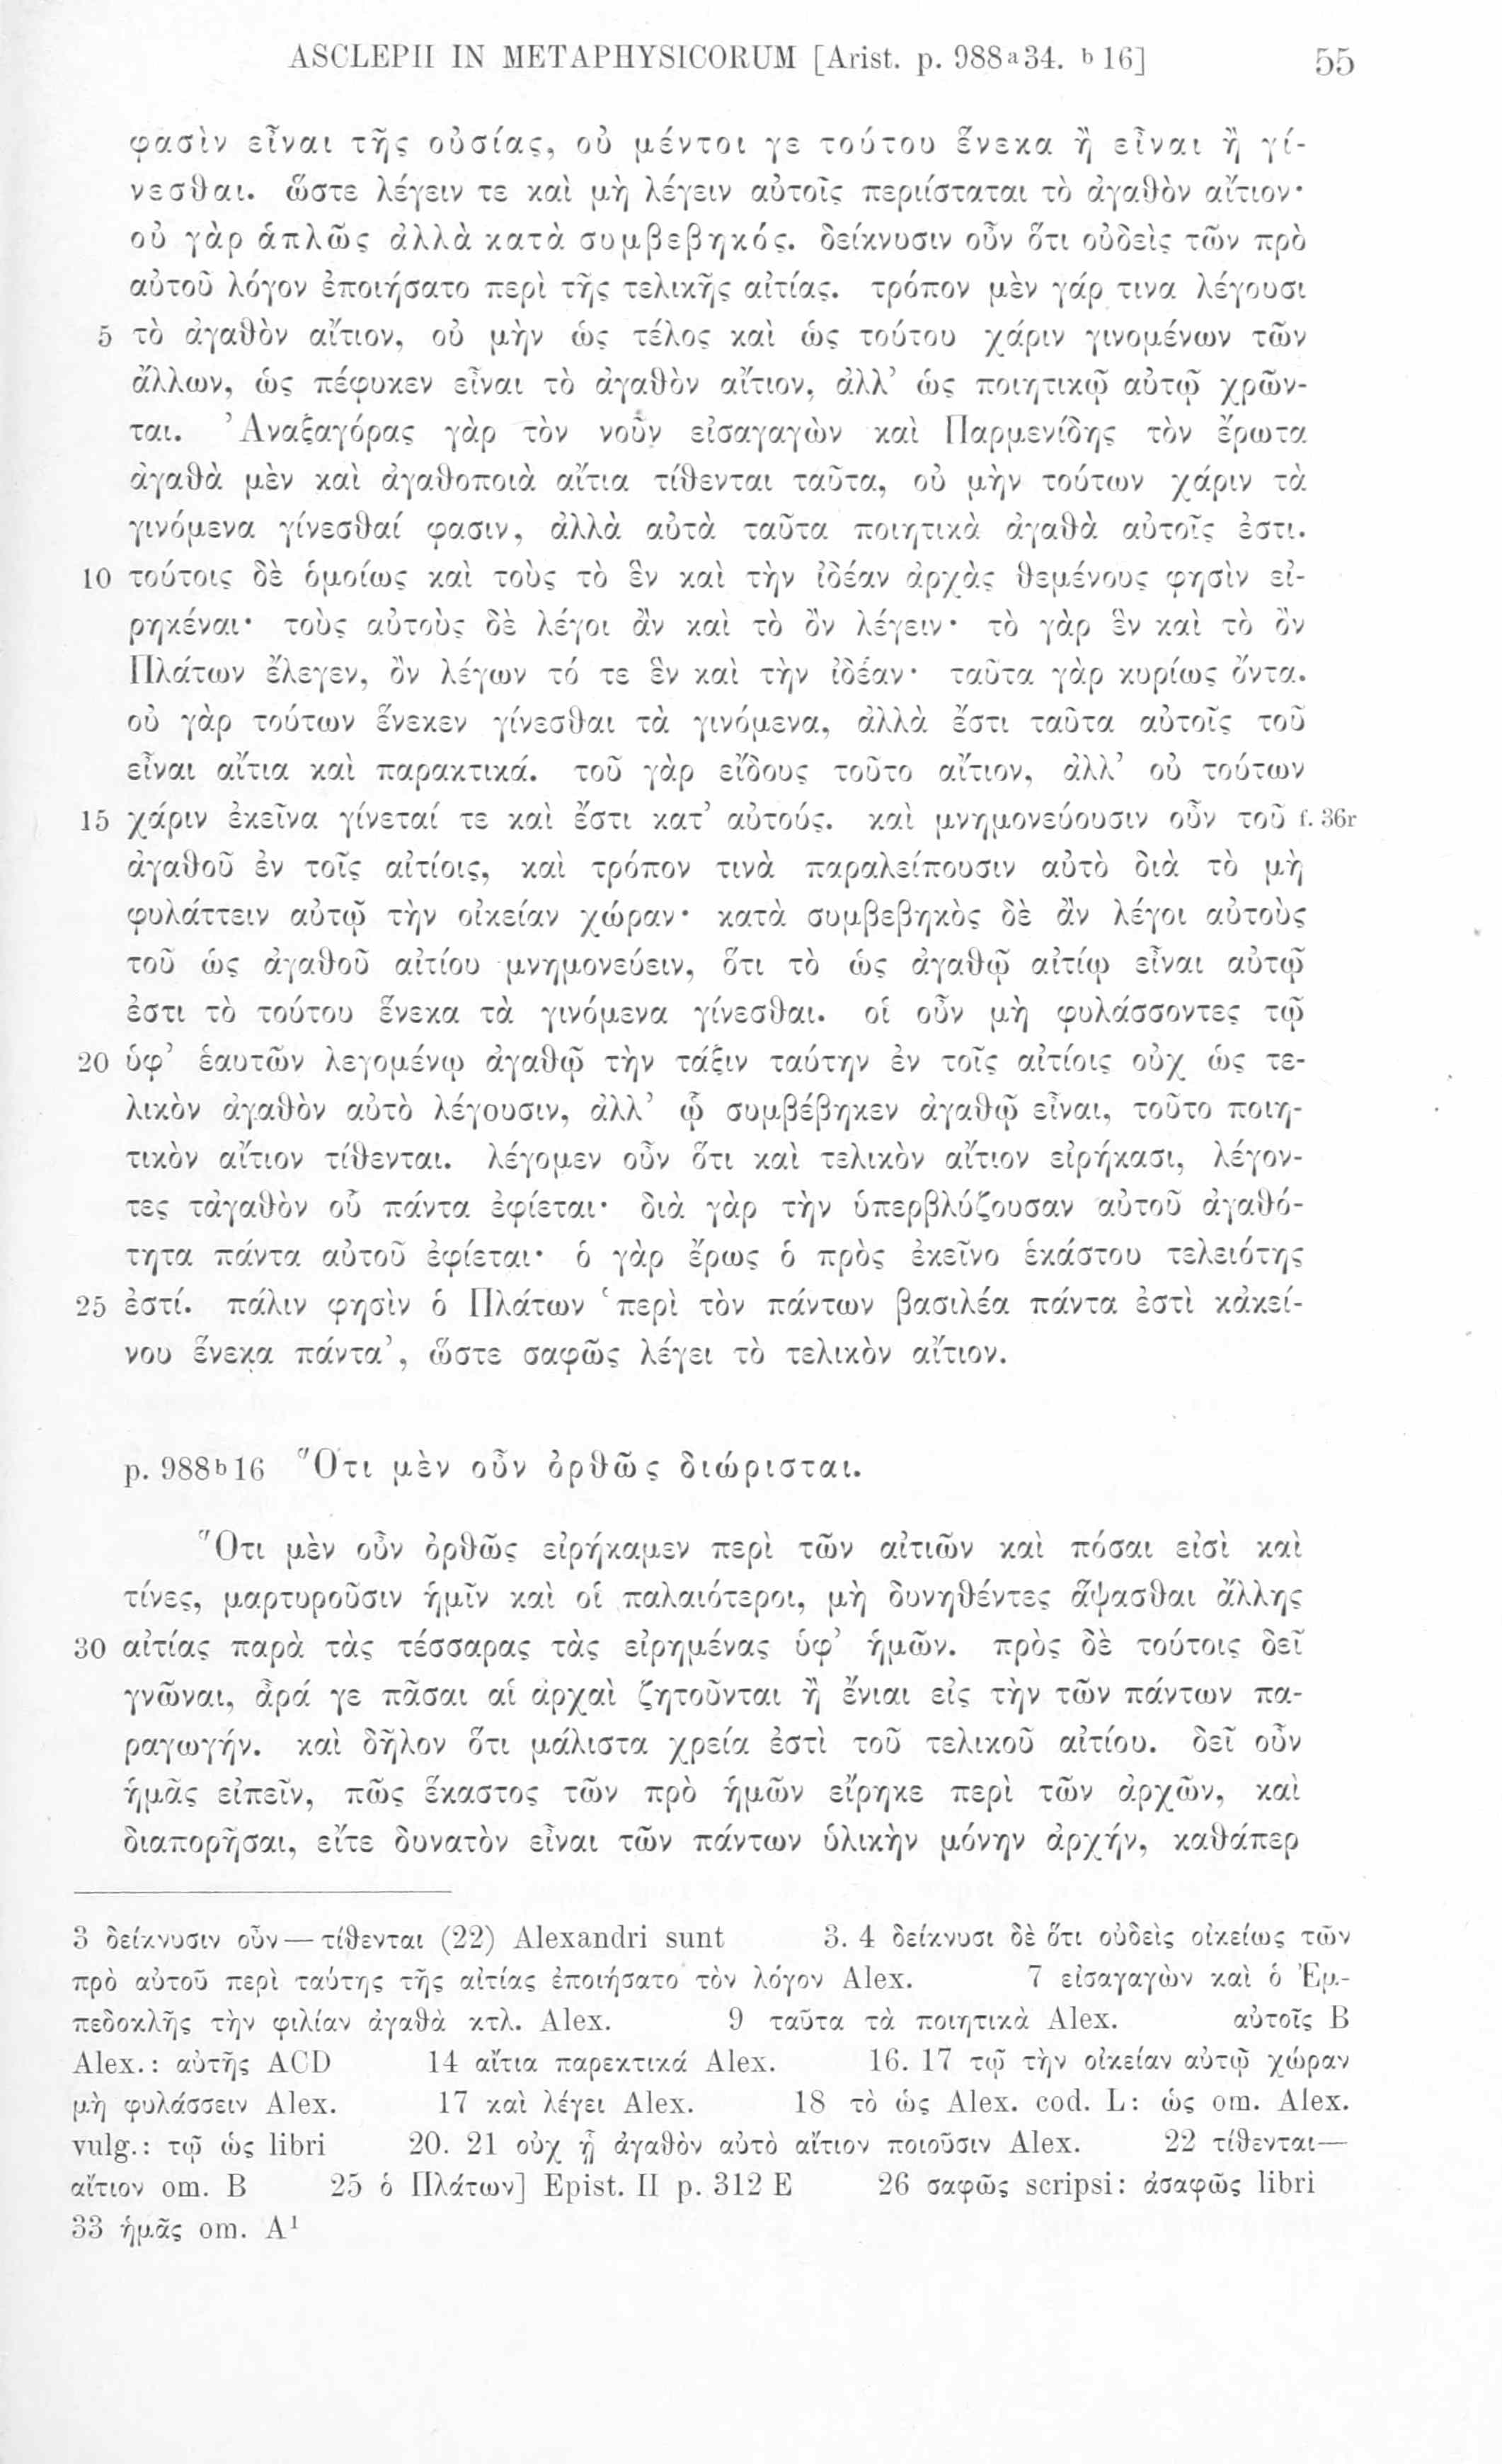 ASCLEPII IN METAPHYSICORUM [Arist. p. 988a34. b16] 55
φασὶν εἶναι τῆς οὐσίας, οὐ μέντοι γε τούτου ἕνεκα ἢ εἶναι ἢ γί-
νεσθαι. ὥστε λέγειν τε καὶ μὴ λέγειν αὐτοῖς περιίσταται τὸ ἀγαθὸν αἴτιον·
οὐ γὰρ ἁπλῶς ἀλλὰ κατὰ συμβεβηκός. δείκνυσιν οὖν ὅτι οὐδεὶς τῶν πρὸ
αὐτοῦ λόγον ἐποιήσατο περὶ τῆς τελικῆς αἰτίας. τρόπον μὲν γάρ τινα λέγουσι
5 τὸ ἀγαθὸν αἴτιον, οὐ μὴν ὡς τέλος καὶ ὡς τούτου χάριν γινομένων τῶν
ἄλλων, ὡς πέφυκεν εἶναι τὸ ἀγαθὸν αἴτιον, ἀλλ’ ὡς ποιητικῷ αὐτῷ χρῶν-
ται. Ἀναξαγόρας γὰρ τὸν νοῦν εἰσαγαγὼν καὶ Παρμενίδης τὸν ἔρωτα
ἀγαθὰ μὲν καὶ ἀγαθοποιὰ αἴτια τίθενται ταῦτα, οὐ μὴν τούτων χάριν τὰ
γινόμενα γίνεσθαί φασιν, ἀλλὰ αὐτὰ ταῦτα ποιητικὰ ἀγαθὰ αὐτοῖς ἐστι.
10 τούτοις δὲ ὁμοίως καὶ τοὺς τὸ ἓν καὶ τὴν ἰδέαν ἀρχὰς θεμένους φησὶν εἰ-
ρηκέναι· τοὺς αὐτοὺς δὲ λέγοι ἂν καὶ τὸ ὂν λέγειν· τὸ γὰρ ἓν καὶ τὸ ὂν
Πλάτων ἔλεγεν, ὂν λέγων τό τε ἓν καὶ τὴν ἰδέαν· ταῦτα γὰρ κυρίως ὄντα.
οὐ γὰρ τούτων ἕνεκεν γίνεσθαι τὰ γινόμενα, ἀλλὰ ἔστι ταῦτα αὐτοῖς τοῦ
εἶναι αἴτια καὶ παρακτικά. τοῦ γὰρ εἴδους τοῦτο αἴτιον, ἀλλ’ οὐ τούτων
15 χάριν ἐκεῖνα γίνεταί τε καὶ ἔστι κατ’ αὐτούς. καὶ μνημονεύουσιν οὖν τοῦ f. 36r
ἀγαθοῦ ἐν τοῖς αἰτίοις, καὶ τρόπον τινὰ παραλείπουσιν αὐτὸ διὰ τὸ μὴ
φυλάττειν αὐτῷ τὴν οἰκείαν χώραν· κατὰ συμβεβηκὸς δὲ ἂν λέγοι αὐτοὺς
τοῦ ὡς ἀγαθοῦ αἰτίου μνημονεύειν, ὅτι τὸ ὡς ἀγαθῷ αἰτίῳ εἶναι αὐτῷ
ἐστι τὸ τούτου ἕνεκα τὰ γινόμενα γίνεσθαι. οἱ οὖν μὴ φυλάσσοντες τῷ
20 ὑφ’ ἑαυτῶν λεγομένῳ ἀγαθῷ τὴν τάξιν ταύτην ἐν τοῖς αἰτίοις οὐχ ὡς τε-
λικὸν ἀγαθὸν αὐτὸ λέγουσιν, ἀλλ’ ᾧ συμβέβηκεν ἀγαθῷ εἶναι, τοῦτο ποιη-
τικὸν αἴτιον τίθενται. λέγομεν οὖν ὅτι καὶ τελικὸν αἴτιον εἰρήκασι, λέγον-
τες τἀγαθὸν οὗ πάντα ἐφίεται· διὰ γὰρ τὴν ὑπερβλύζουσαν αὐτοῦ ἀγαθό-
τητα πάντα αὐτοῦ ἐφίεται· ὁ γὰρ ἔρως ὁ πρὸς ἐκεῖνο ἑκάστου τελειότης
25 ἐστί. πάλιν φησὶν ὁ Πλάτων ‘περὶ τὸν πάντων βασιλέα πάντα ἐστὶ κἀκεί-
νου ἕνεκα πάντα’, ὥστε σαφῶς λέγει τὸ τελικὸν αἴτιον.
p. 988b16 Ὅτι μὲν οὖν ὀρθῶς διώρισται.
Ὅτι μὲν οὖν ὀρθῶς εἰρήκαμεν περὶ τῶν αἰτιῶν καὶ πόσαι εἰσὶ καὶ
τίνες, μαρτυροῦσιν ἡμῖν καὶ οἱ παλαιότεροι, μὴ δυνηθέντες ἅψασθαι ἄλλης
30 αἰτίας παρὰ τὰς τέσσαρας τὰς εἰρημένας ὑφ’ ἡμῶν. πρὸς δὲ τούτοις δεῖ
γνῶναι, ἆρά γε πᾶσαι αἱ ἀρχαὶ ζητοῦνται ἢ ἔνιαι εἰς τὴν τῶν πάντων πα-
ραγωγήν. καὶ δῆλον ὅτι μάλιστα χρεία ἐστὶ τοῦ τελικοῦ αἰτίου. δεῖ οὖν
ἡμᾶς εἰπεῖν, πῶς ἕκαστος τῶν πρὸ ἡμῶν εἴρηκε περὶ τῶν ἀρχῶν, καὶ
διαπορῆσαι, εἴτε δυνατὸν εἶναι τῶν πάντων ὑλικὴν μόνην ἀρχήν, καθάπερ
3 δείκνυσιν οὖν — τίθενται (22) Alexandri sunt 3. 4 δείκνυσι δὲ ὅτι οὐδεὶς οἰκείως τῶν
πρὸ αὐτοῦ περὶ ταύτης τῆς αἰτίας ἐποιήσατο τὸν λόγον Alex. 7 εἰσαγαγὼν καὶ ὁ Ἐμ-
πεδοκλῆς τὴν φιλίαν ἀγαθὰ κτλ. Alex. 9 ταῦτα τὰ ποιητικὰ Alex. αὐτοῖς B
Alex.: αὐτῆς ACD 14 αἴτια παρεκτικά Alex. 16. 17 τῷ τὴν οἰκείαν αὐτῷ χώραν
μὴ φυλάσσειν Alex. 17 καὶ λέγει Alex. 18 τὸ ὡς Alex. cod. L: ὡς om. Alex.
vulg.: τῷ ὡς libri 20. 21 οὐχ ᾗ ἀγαθὸν αὐτὸ αἴτιον ποιοῦσιν Alex. 22 τίθενται—
αἴτιον om. B 25 ὁ Πλάτων] Epist. II p. 312 E 26 σαφῶς scripsi: ἀσαφῶς libri
33 ἡμᾶς om. A¹